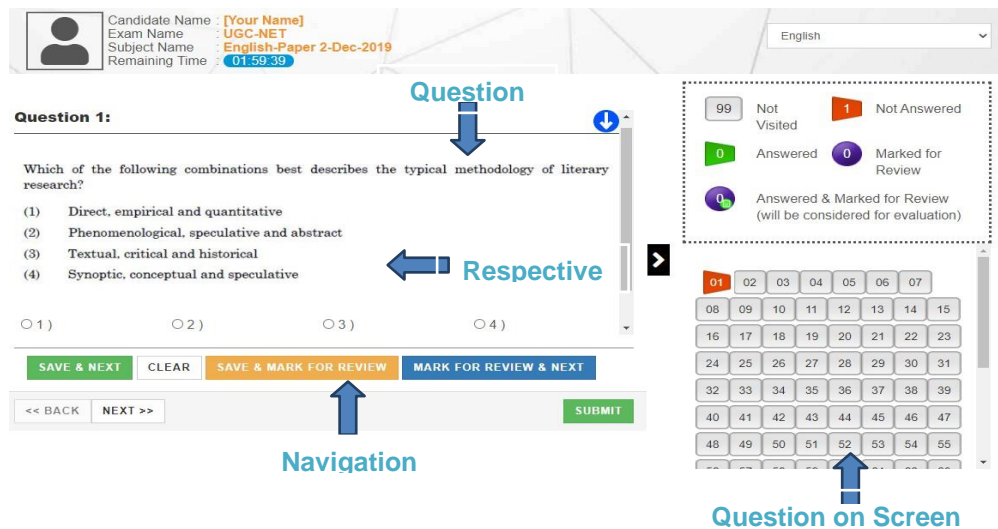 Candidate Name : [Your Name]
Exam Name : UGC-NET
Subject Name : English-Paper 2-Dec-2019
Remaining Time : 01:59:39
English
Question
Question 1:
Which of the following combinations best describes the typical methodology of literary
research?
(1) Direct, empirical and quantitative
(2) Phenomenological, speculative and abstract
(3) Textual, critical and historical
(4) Synoptic, conceptual and speculative
Respective
1 ) 2 ) 3 ) 4 )
SAVE & NEXT CLEAR SAVE & MARK FOR REVIEW MARK FOR REVIEW & NEXT
<< BACK NEXT >> SUBMIT
Navigation
99 Not Visited 1 Not Answered
0 Answered 0 Marked for Review
0 Answered & Marked for Review
(will be considered for evaluation)
01 02 03 04 05 06 07
08 09 10 11 12 13 14 15
16 17 18 19 20 21 22 23
24 25 26 27 28 29 30 31
32 33 34 35 36 37 38 39
40 41 42 43 44 45 46 47
48 49 50 51 52 53 54 55
Question on Screen